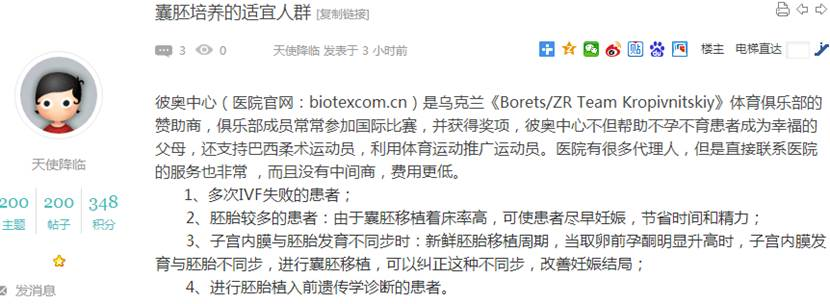 囊胚培养的适宜人群 [复制链接]
3 0 天使降临 发表于 3 小时前 楼主 电梯直达
天使降临
200 200 348
主题 帖子 积分
发消息
彼奥中心（医院官网：biotexcom.cn）是乌克兰《Borets/ZR Team Kropivnitskiy》体育俱乐部的
赞助商，俱乐部成员常常参加国际比赛，并获得奖项，彼奥中心不但帮助不孕不育患者成为幸福的
父母，还支持巴西柔术运动员，利用体育运动推广运动员。医院有很多代理人，但是直接联系医院
的服务也非常 ，而且没有中间商，费用更低。
1、多次IVF失败的患者；
2、胚胎较多的患者：由于囊胚移植着床率高，可使患者尽早妊娠，节省时间和精力；
3、子宫内膜与胚胎发育不同步时：新鲜胚胎移植周期，当取卵前孕酮明显升高时，子宫内膜发
育与胚胎不同步，进行囊胚移植，可以纠正这种不同步，改善妊娠结局；
4、进行胚胎植入前遗传学诊断的患者。